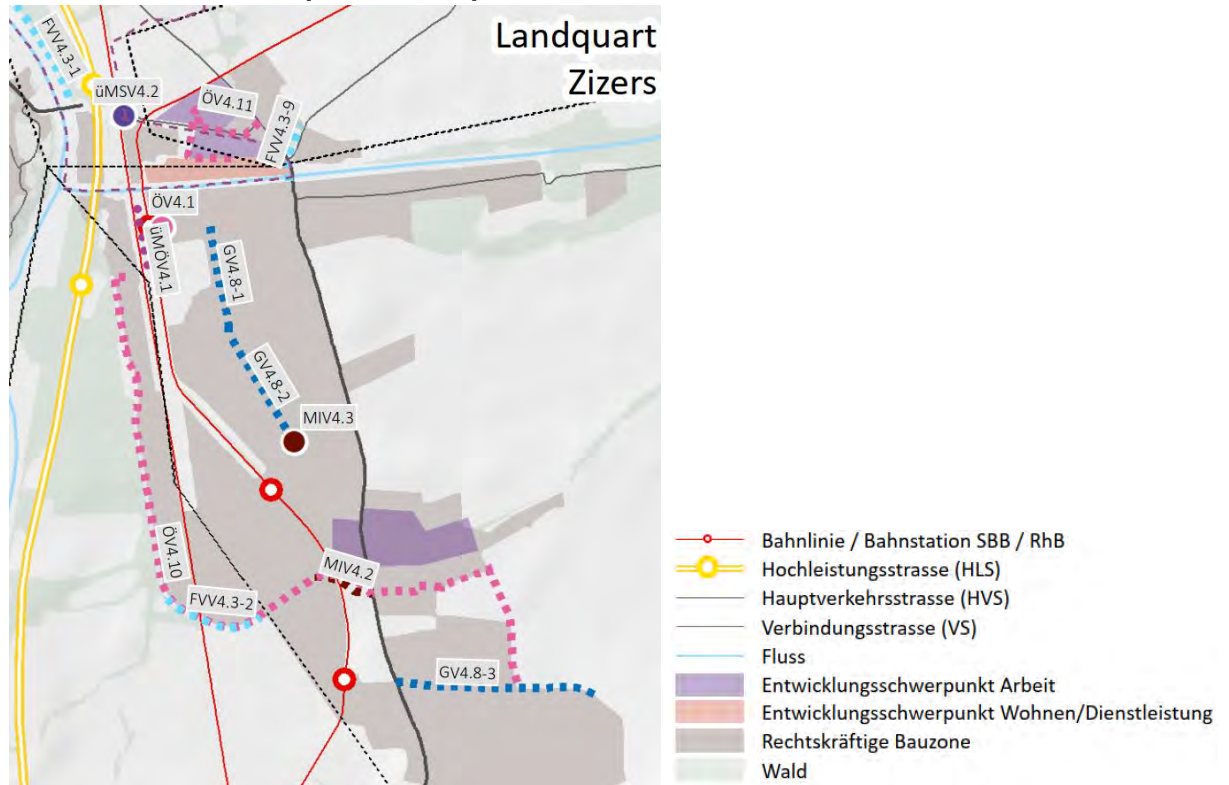 Landquart
Zizers
FVV4.3-1
üMSV4.2
1
ÖV4.11
FVV4.3-9
ÖV4.1
üMÖV4.1
GV4.8-1
GV4.8-2
MIV4.3
ÖV4.10
MIV4.2
FVV4.3-2
GV4.8-3
Bahnlinie / Bahnstation SBB / RhB
Hochleistungsstrasse (HLS)
Hauptverkehrsstrasse (HVS)
Verbindungsstrasse (VS)
Fluss
Entwicklungsschwerpunkt Arbeit
Entwicklungsschwerpunkt Wohnen/Dienstleistung
Rechtskräftige Bauzone
Wald